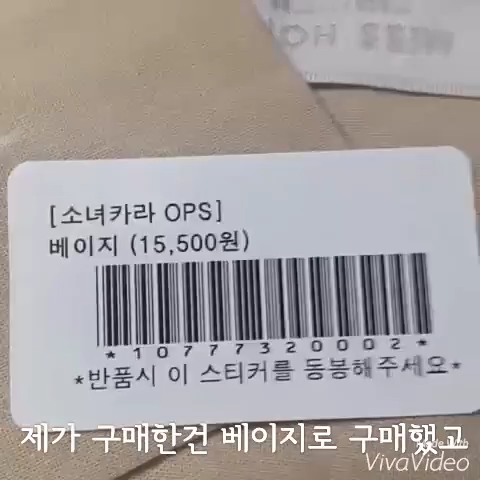 [소녀카라 OPS]
베이지 (15,500원)
*10777320002*
*반품시 이 스티커를 동봉해주세요*
제가 구매한건 베이지로 구매했고
Made With
VivaVideo